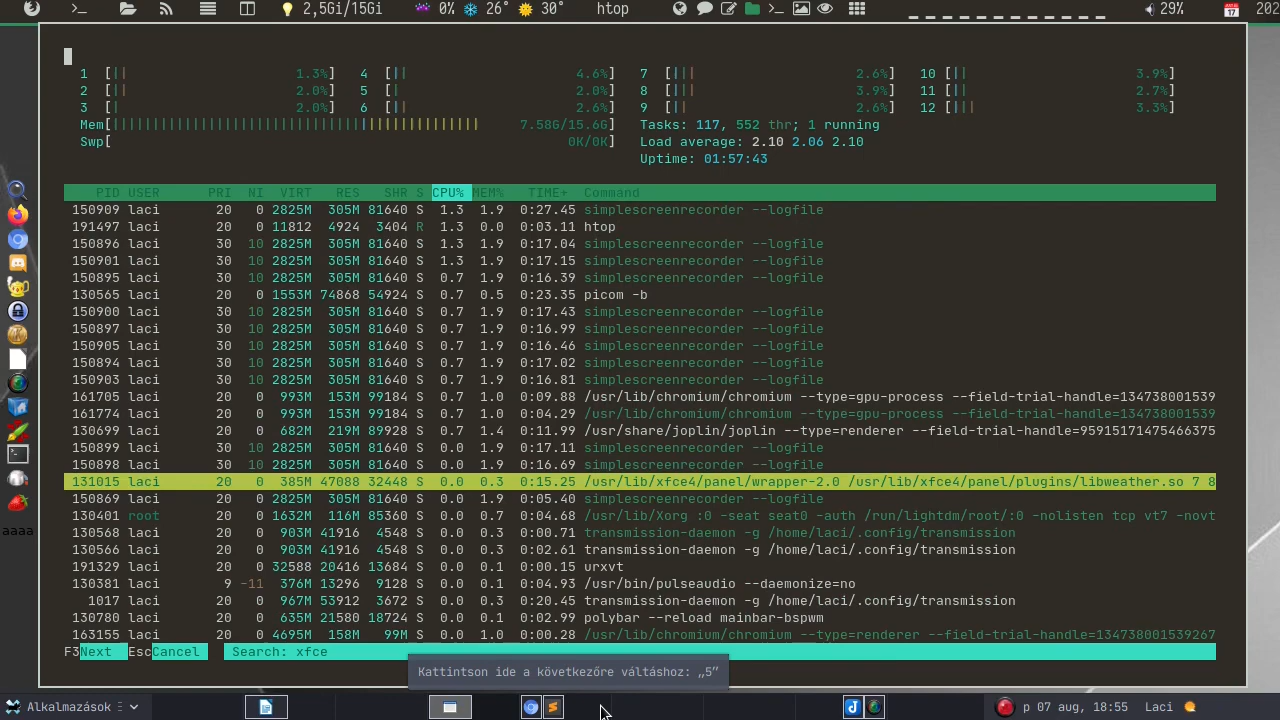 2,5Gi/15Gi 0% 26° 30° htop 29% 202
1 [|| 1.3%] 4 [|| 4.6%] 7 [||| 2.6%] 10 [|| 3.9%]
2 [|| 2.0%] 5 [| 2.0%] 8 [||| 3.9%] 11 [|| 2.7%]
3 [| 2.0%] 6 [|| 2.6%] 9 [|| 2.6%] 12 [||| 3.3%]
Mem[ 7.58G/15.6G] Tasks: 117, 552 thr; 1 running
Swp[ 0K/0K] Load average: 2.10 2.06 2.10
Uptime: 01:57:43
PID USER PRI NI VIRT RES SHR S CPU% MEM% TIME+ Command
150909 laci 20 0 2825M 305M 81640 S 1.3 1.9 0:27.45 simplescreenrecorder --logfile
191497 laci 20 0 11812 4924 3404 R 1.3 0.0 0:03.11 htop
150896 laci 30 10 2825M 305M 81640 S 1.3 1.9 0:17.04 simplescreenrecorder --logfile
150901 laci 30 10 2825M 305M 81640 S 1.3 1.9 0:17.15 simplescreenrecorder --logfile
150895 laci 30 10 2825M 305M 81640 S 0.7 1.9 0:16.39 simplescreenrecorder --logfile
130565 laci 20 0 1553M 74868 54924 S 0.7 0.5 0:23.35 picom -b
150900 laci 30 10 2825M 305M 81640 S 0.7 1.9 0:17.43 simplescreenrecorder --logfile
150897 laci 30 10 2825M 305M 81640 S 0.7 1.9 0:16.99 simplescreenrecorder --logfile
150905 laci 30 10 2825M 305M 81640 S 0.7 1.9 0:16.46 simplescreenrecorder --logfile
150894 laci 30 10 2825M 305M 81640 S 0.7 1.9 0:17.02 simplescreenrecorder --logfile
150903 laci 30 10 2825M 305M 81640 S 0.7 1.9 0:16.81 simplescreenrecorder --logfile
161705 laci 20 0 993M 153M 99184 S 0.7 1.0 0:09.88 /usr/lib/chromium/chromium --type=gpu-process --field-trial-handle=134738001539
161774 laci 20 0 993M 153M 99184 S 0.7 1.0 0:04.29 /usr/lib/chromium/chromium --type=gpu-process --field-trial-handle=134738001539
130699 laci 20 0 682M 219M 89928 S 0.7 1.4 0:11.99 /usr/share/joplin/joplin --type=renderer --field-trial-handle=95915171475466375
150899 laci 30 10 2825M 305M 81640 S 0.7 1.9 0:17.11 simplescreenrecorder --logfile
150898 laci 30 10 2825M 305M 81640 S 0.7 1.9 0:16.69 simplescreenrecorder --logfile
131015 laci 20 0 385M 47088 32448 S 0.7 0.3 0:15.25 /usr/lib/xfce4/panel/wrapper-2.0 /usr/lib/xfce4/panel/plugins/libweather.so 7 8
150869 laci 20 0 2825M 305M 81640 S 0.7 1.9 0:05.40 simplescreenrecorder --logfile
130401 root 20 0 1632M 116M 85360 S 0.0 0.7 0:04.68 /usr/lib/Xorg :0 -seat seat0 -auth /run/lightdm/root/:0 -nolisten tcp vt7 -novt
130568 laci 20 0 903M 41916 4548 S 0.0 0.3 0:00.71 transmission-daemon -g /home/laci/.config/transmission
130566 laci 20 0 903M 41916 4548 S 0.0 0.3 0:02.61 transmission-daemon -g /home/laci/.config/transmission
191329 laci 20 0 32588 20416 13684 S 0.0 0.1 0:00.15 urxvt
130381 laci 9 -11 376M 13296 9128 S 0.0 0.1 0:04.93 /usr/bin/pulseaudio --daemonize=no
1017 laci 20 0 967M 53912 3672 S 0.0 0.3 0:20.45 transmission-daemon -g /home/laci/.config/transmission
130780 laci 20 0 635M 21580 18724 S 0.0 0.1 0:02.99 polybar --reload mainbar-bspwm
163155 laci 20 0 4695M 158M 99M S 0.0 1.0 0:00.28 /usr/lib/chromium/chromium --type=renderer --field-trial-handle=1347380015392​67
F3Next EscCancel Search: xfce
Kattintson ide a következőre váltáshoz: „5”
aaaa
Alkalmazások p 07 aug, 18:55 Laci